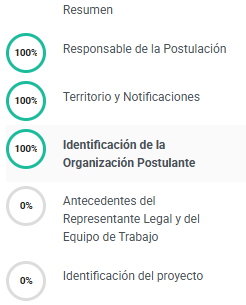 Resumen
100% Responsable de la Postulación
100% Territorio y Notificaciones
100% Identificación de la
Organización Postulante
0% Antecedentes del
Representante Legal y del
Equipo de Trabajo
0% Identificación del proyecto